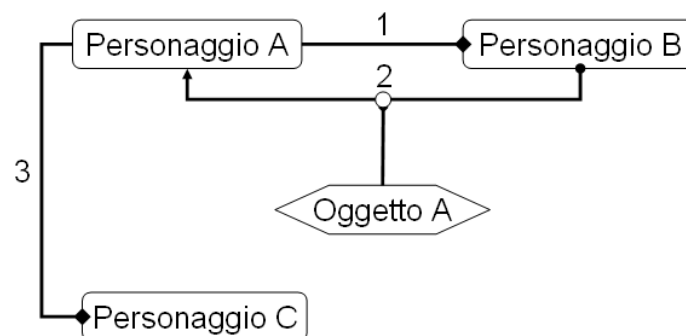 1
Personaggio A
Personaggio B
2
3
Oggetto A
Personaggio C